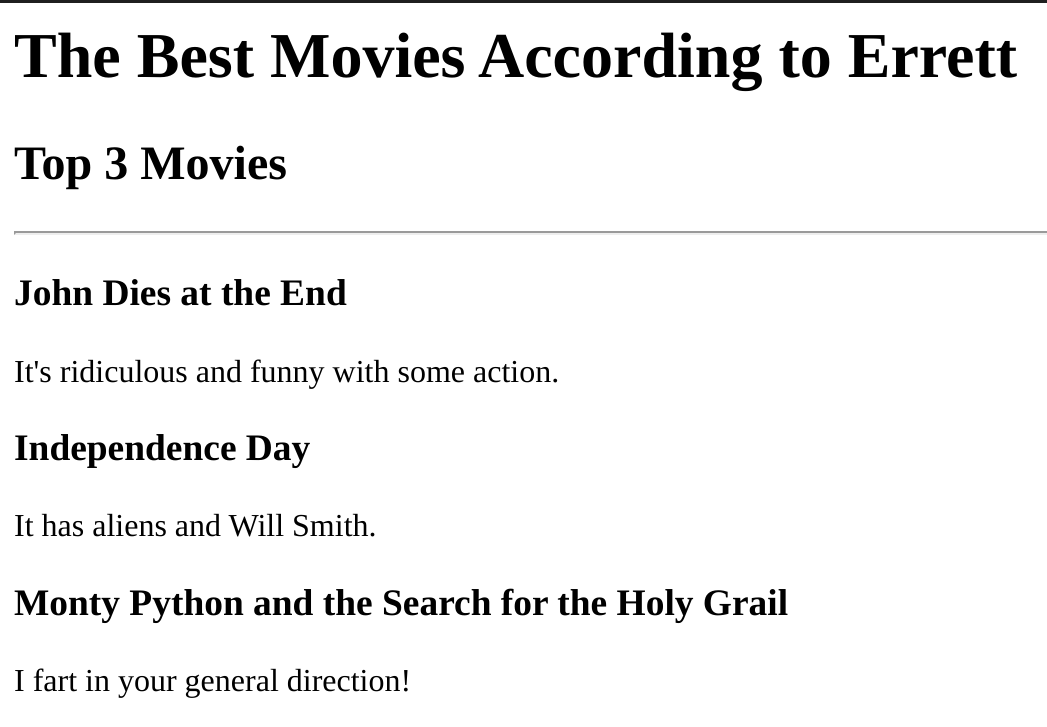 The Best Movies According to Errett
Top 3 Movies
John Dies at the End
It's ridiculous and funny with some action.
Independence Day
It has aliens and Will Smith.
Monty Python and the Search for the Holy Grail
I fart in your general direction!